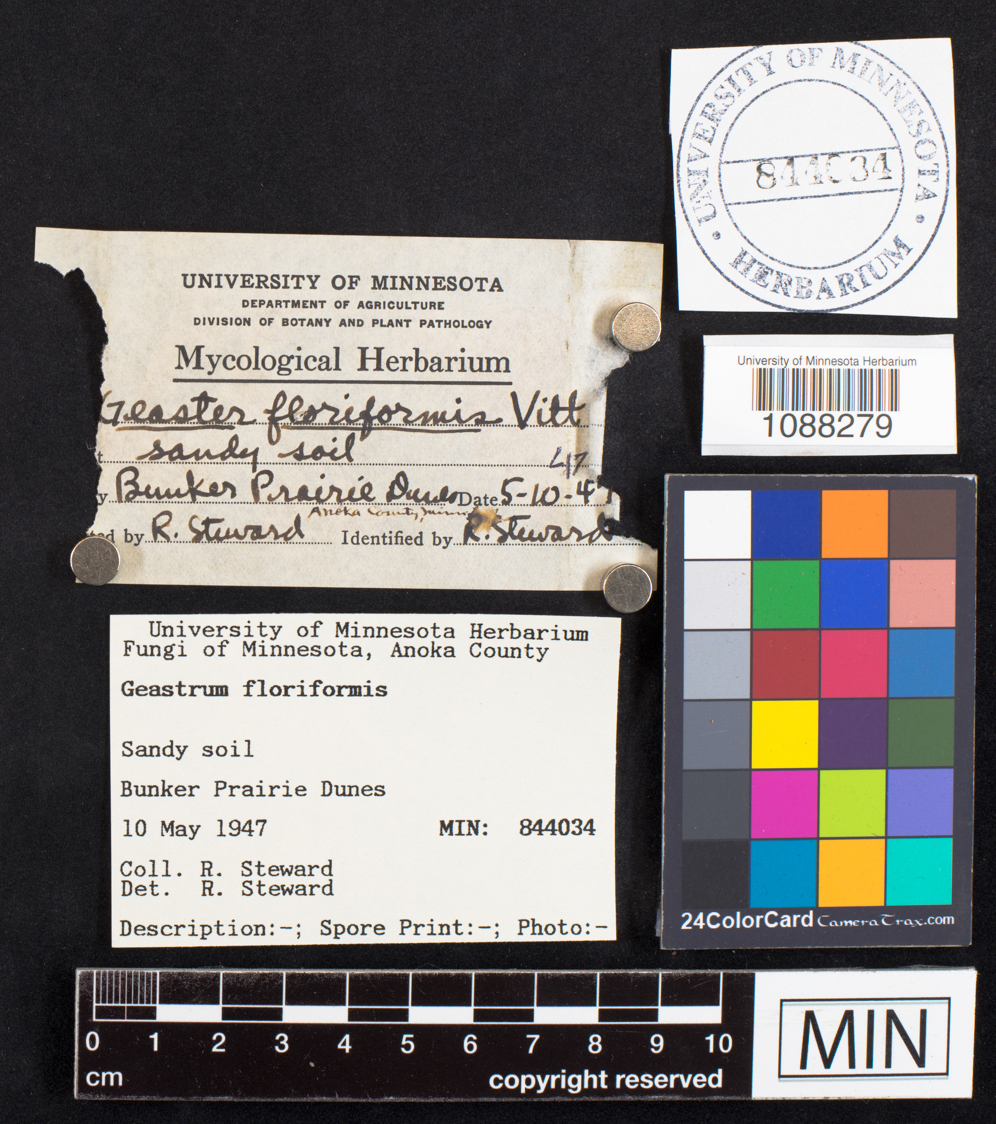 UNIVERSITY OF MINNESOTA
844034
HERBARIUM
University of Minnesota Herbarium
1088279
UNIVERSITY OF MINNESOTA
DEPARTMENT OF AGRICULTURE
DIVISION OF BOTANY AND PLANT PATHOLOGY
Mycological Herbarium
Geaster floriformis Vitt
t sandy soil 47
y Bunker Prairie Dunes Date 5-10-4
Anoka County,
ed by R. Steward Identified by R. Steward
University of Minnesota Herbarium
Fungi of Minnesota, Anoka County
Geastrum floriformis
Sandy soil
Bunker Prairie Dunes
10 May 1947 MIN: 844034
Coll. R. Steward
Det. R. Steward
Description:-; Spore Print:-; Photo:-
24ColorCard CameraTrax.com
0 1 2 3 4 5 6 7 8 9 10
cm copyright reserved
MIN